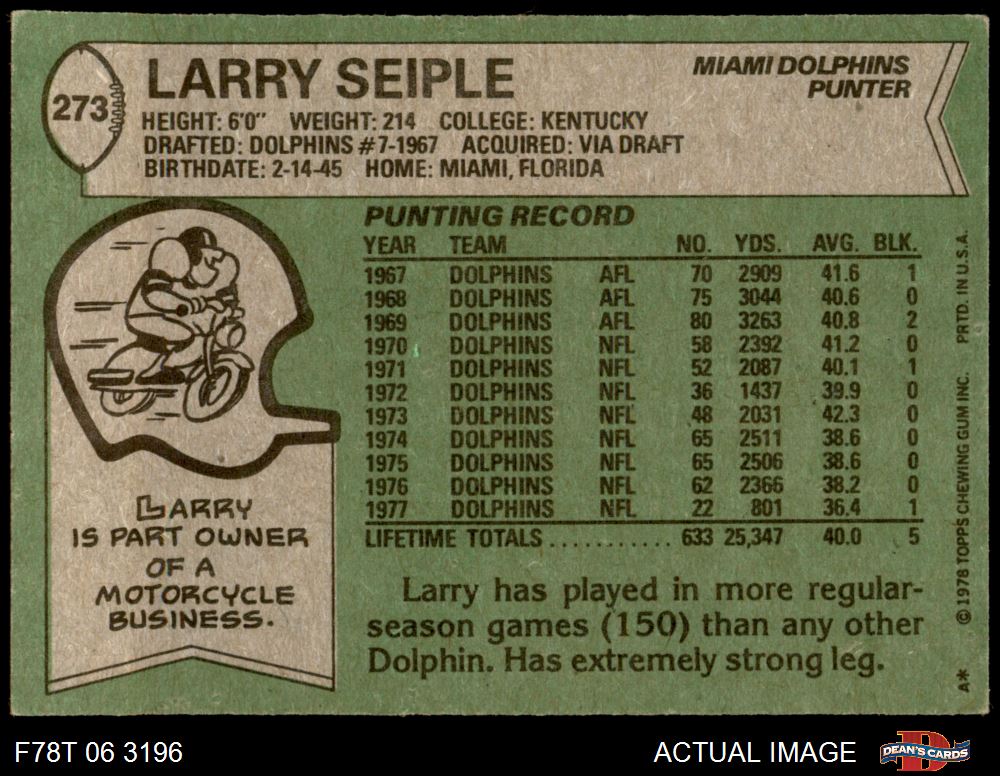 273
LARRY SEIPLE
MIAMI DOLPHINS
PUNTER
HEIGHT: 6'0" WEIGHT: 214 COLLEGE: KENTUCKY
DRAFTED: DOLPHINS #7-1967 ACQUIRED: VIA DRAFT
BIRTHDATE: 2-14-45 HOME: MIAMI, FLORIDA
PUNTING RECORD
YEAR TEAM NO. YDS. AVG. BLK.
1967 DOLPHINS AFL 70 2909 41.6 1
1968 DOLPHINS AFL 75 3044 40.6 0
1969 DOLPHINS AFL 80 3263 40.8 2
1970 DOLPHINS NFL 58 2392 41.2 0
1971 DOLPHINS NFL 52 2087 40.1 1
1972 DOLPHINS NFL 36 1437 39.9 0
1973 DOLPHINS NFL 48 2031 42.3 0
1974 DOLPHINS NFL 65 2511 38.6 0
1975 DOLPHINS NFL 65 2506 38.6 0
1976 DOLPHINS NFL 62 2366 38.2 0
1977 DOLPHINS NFL 22 801 36.4 1
LIFETIME TOTALS ........... 633 25,347 40.0 5
LARRY
IS PART OWNER
OF A
MOTORCYCLE
BUSINESS.
Larry has played in more regular-
season games (150) than any other
Dolphin. Has extremely strong leg.
A* ©1978 TOPPS CHEWING GUM INC. PRTD. IN U.S.A.
F78T 06 3196
ACTUAL IMAGE
D
DEAN'S CARDS